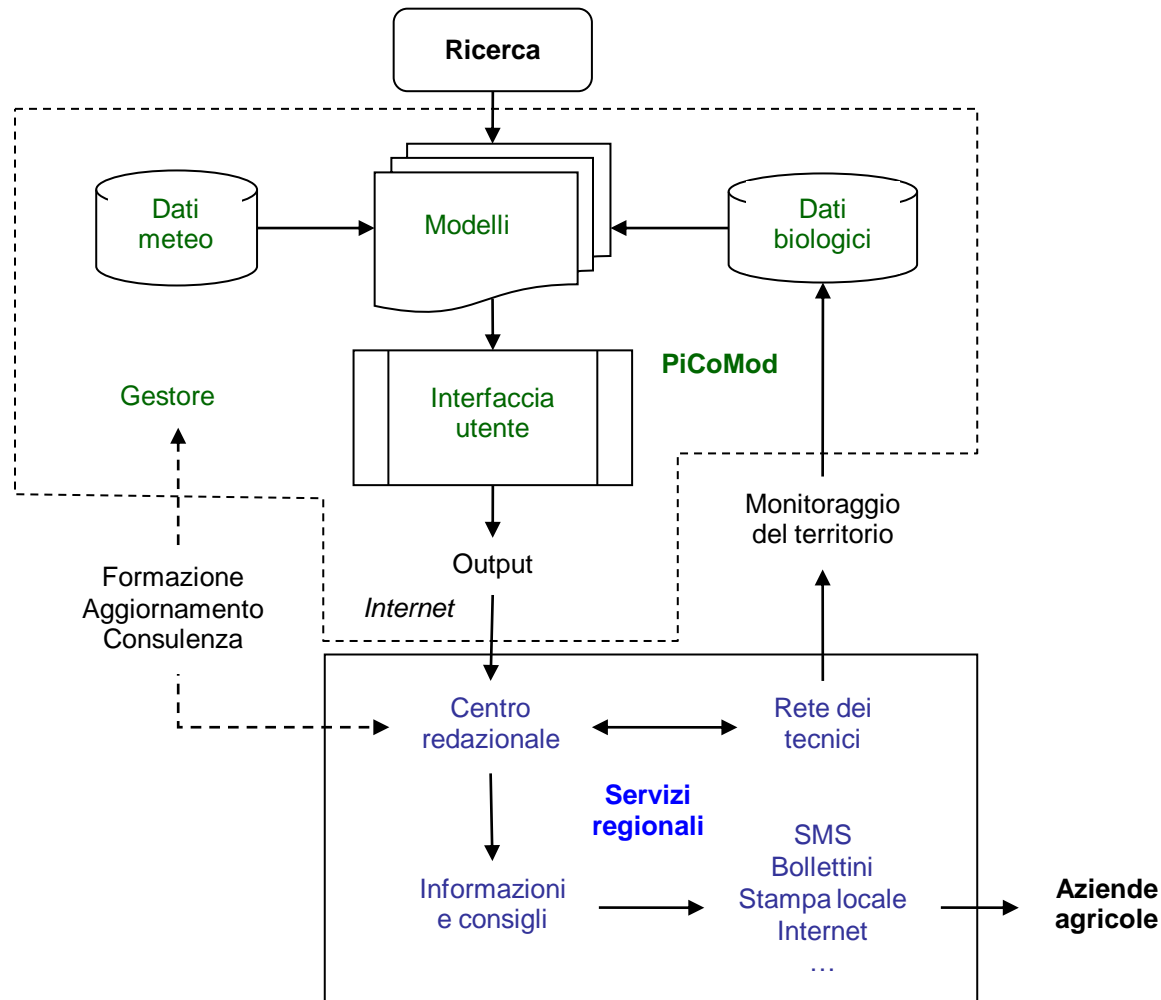 Ricerca
Dati
meteo
Modelli
Dati
biologici
PiCoMod
Gestore
Interfaccia
utente
Monitoraggio
del territorio
Output
Formazione
Aggiornamento
Consulenza
Internet
Centro
redazionale
Rete dei
tecnici
Servizi
regionali
Informazioni
e consigli
SMS
Bollettini
Stampa locale
Internet
…
Aziende
agricole